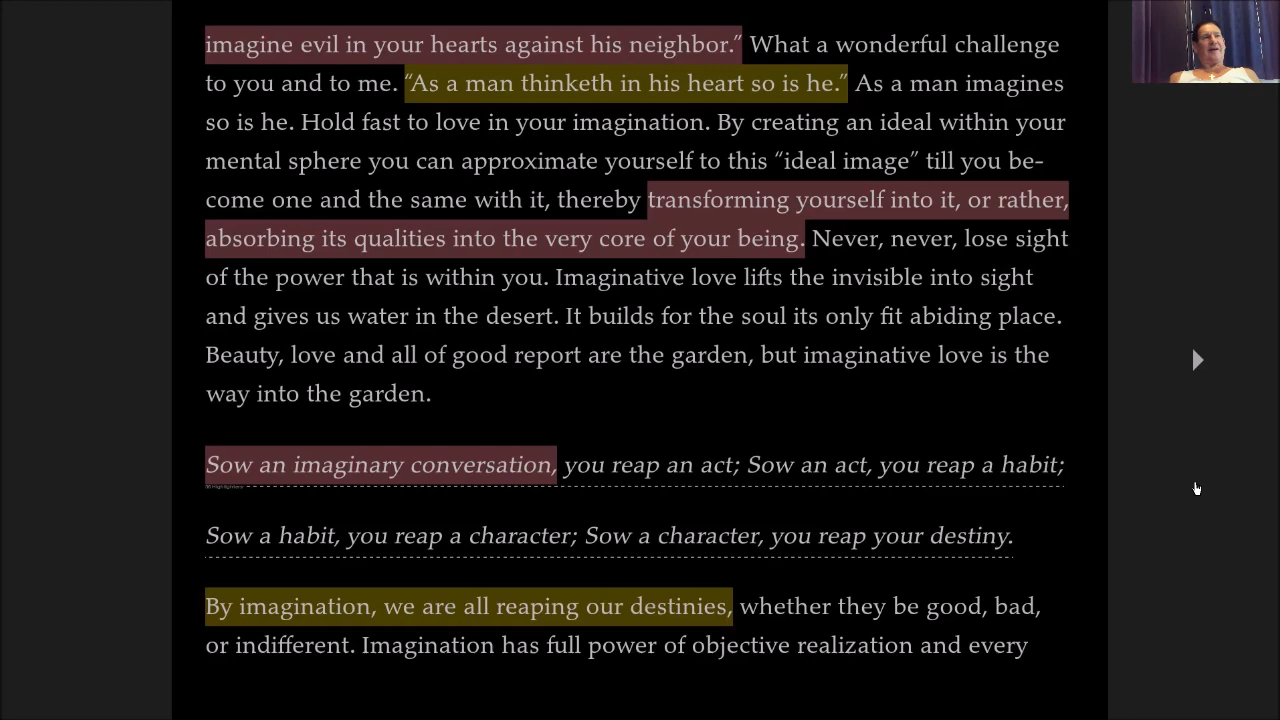 imagine evil in your hearts against his neighbor.” What a wonderful challenge
to you and to me. “As a man thinketh in his heart so is he.” As a man imagines
so is he. Hold fast to love in your imagination. By creating an ideal within your
mental sphere you can approximate yourself to this “ideal image” till you be-
come one and the same with it, thereby transforming yourself into it, or rather,
absorbing its qualities into the very core of your being. Never, never, lose sight
of the power that is within you. Imaginative love lifts the invisible into sight
and gives us water in the desert. It builds for the soul its only fit abiding place.
Beauty, love and all of good report are the garden, but imaginative love is the
way into the garden.
Sow an imaginary conversation, you reap an act; Sow an act, you reap a habit;
Sow a habit, you reap a character; Sow a character, you reap your destiny.
By imagination, we are all reaping our destinies, whether they be good, bad,
or indifferent. Imagination has full power of objective realization and every